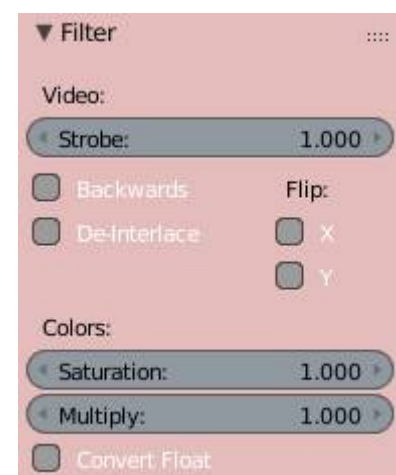 Filter
Video:
Strobe: 1.000
Backwards Flip:
De-Interlace X
Y
Colors:
Saturation: 1.000
Multiply: 1.000
Convert Float